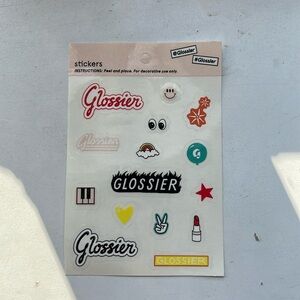 @Glossier
#Glossier
stickers
INSTRUCTIONS: Peel and place. For decorative use only.
Glossier
Glossier
G
GLOSSIER
Glossier
GLOSSIER